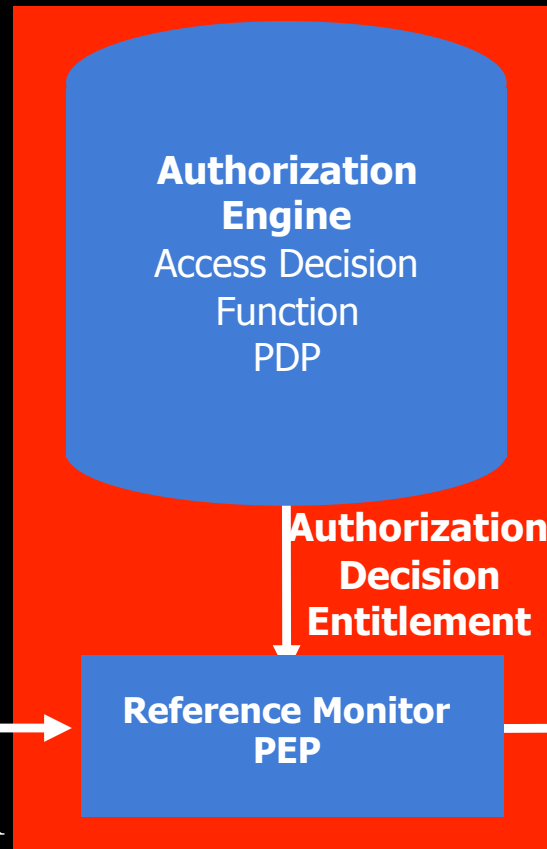 Authorization
Engine
Access Decision
Function
PDP
Authorization
Decision
Entitlement
Reference Monitor
PEP